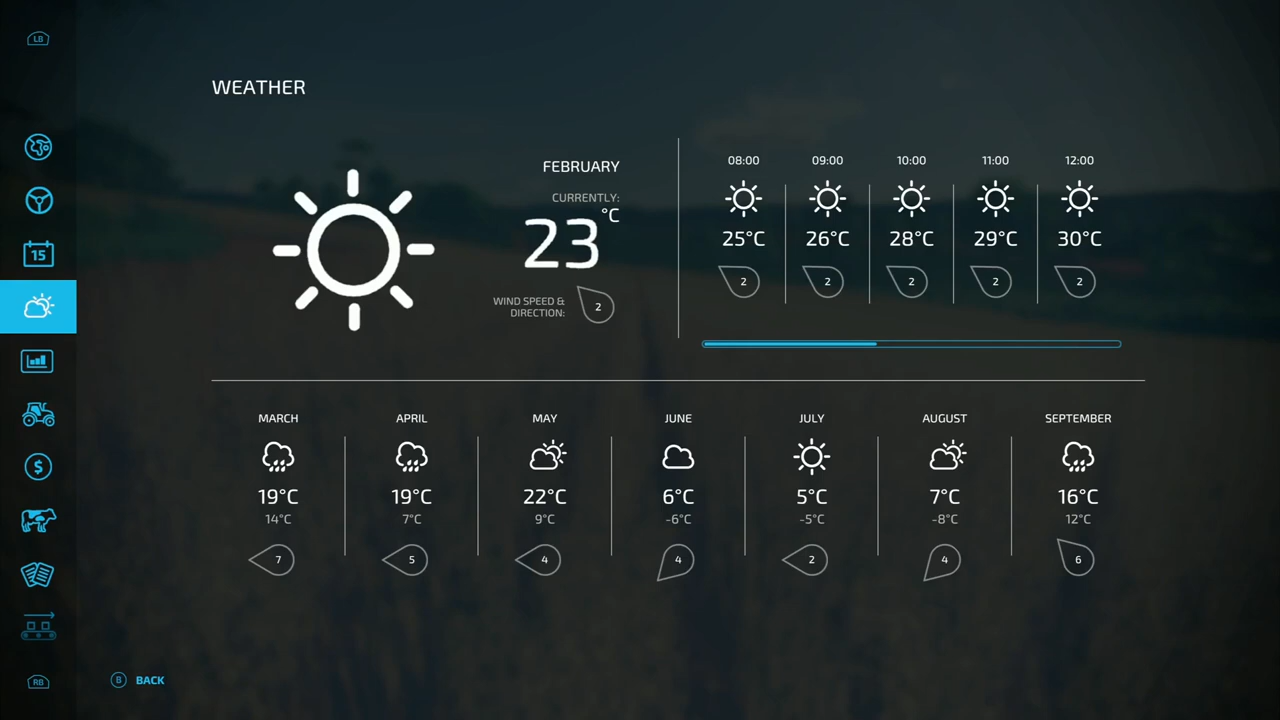 LB
WEATHER
FEBRUARY
CURRENTLY:
23°C
WIND SPEED &
DIRECTION:
2
08:00 09:00 10:00 11:00 12:00
25°C 26°C 28°C 29°C 30°C
2 2 2 2 2
15
$
MARCH APRIL MAY JUNE JULY AUGUST SEPTEMBER
19°C 19°C 22°C 6°C 5°C 7°C 16°C
14°C 7°C 9°C -6°C -5°C -8°C 12°C
7 5 4 4 2 4 6
RB
B BACK